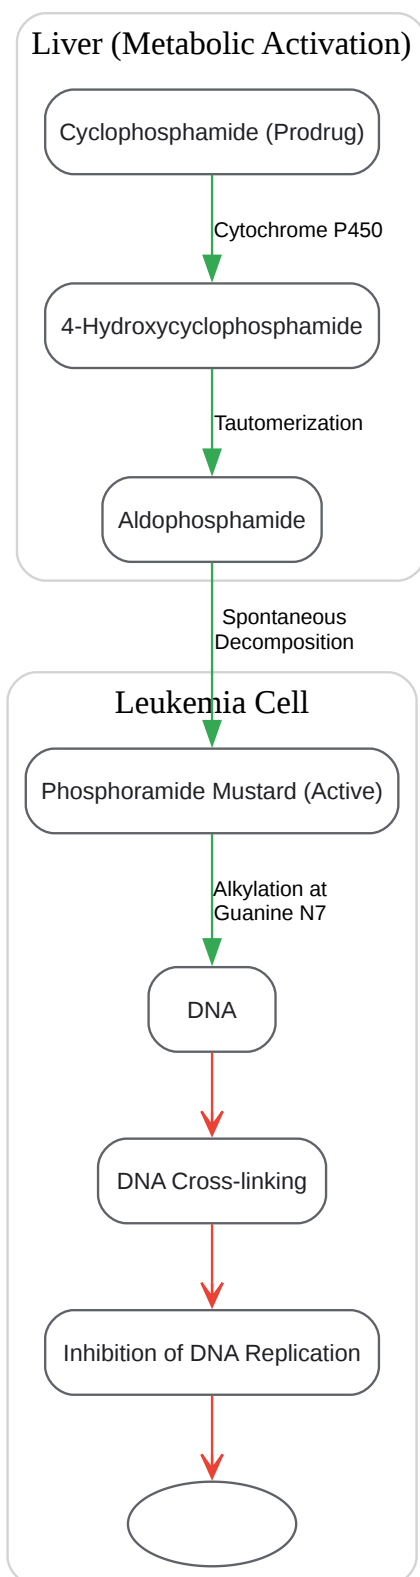 Liver (Metabolic Activation)
Cyclophosphamide (Prodrug)
Cytochrome P450
4-Hydroxycyclophosphamide
Tautomerization
Aldophosphamide
Spontaneous
Decomposition
Leukemia Cell
Phosphoramide Mustard (Active)
Alkylation at
Guanine N7
DNA
DNA Cross-linking
Inhibition of DNA Replication